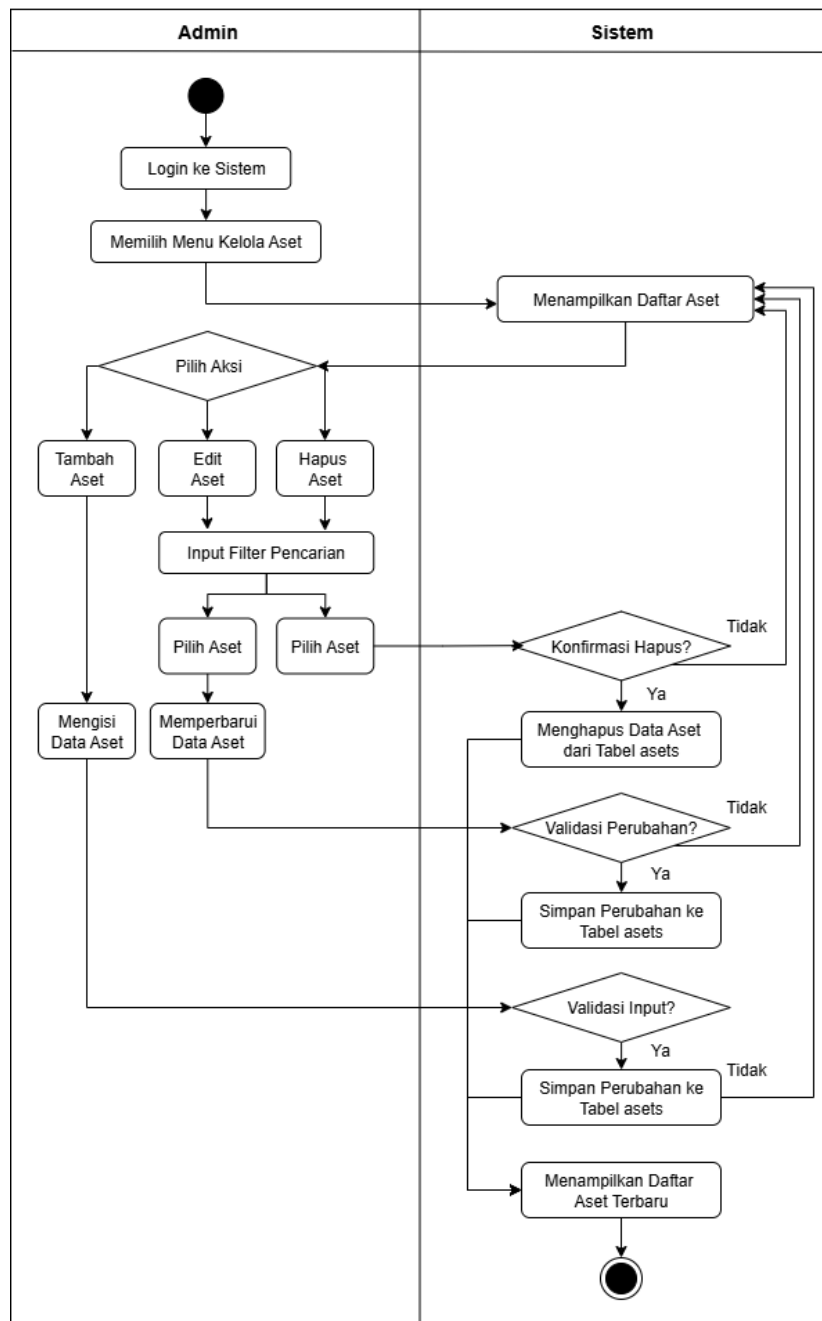 Admin
Sistem
Login ke Sistem
Memilih Menu Kelola Aset
Menampilkan Daftar Aset
Pilih Aksi
Tambah
Aset
Edit
Aset
Hapus
Aset
Input Filter Pencarian
Pilih Aset
Pilih Aset
Konfirmasi Hapus?
Tidak
Ya
Mengisi
Data Aset
Memperbarui
Data Aset
Menghapus Data Aset
dari Tabel asets
Validasi Perubahan?
Tidak
Ya
Simpan Perubahan ke
Tabel asets
Validasi Input?
Ya
Tidak
Simpan Perubahan ke
Tabel asets
Menampilkan Daftar
Aset Terbaru